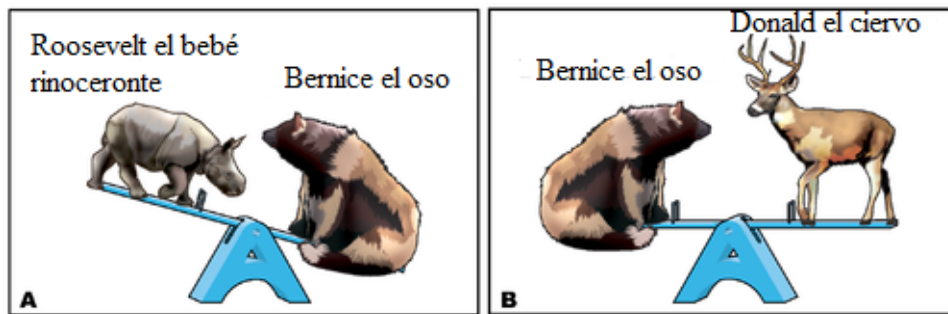 Roosevelt el bebé
rinoceronte
Bernice el oso
A
Donald el ciervo
Bernice el oso
B